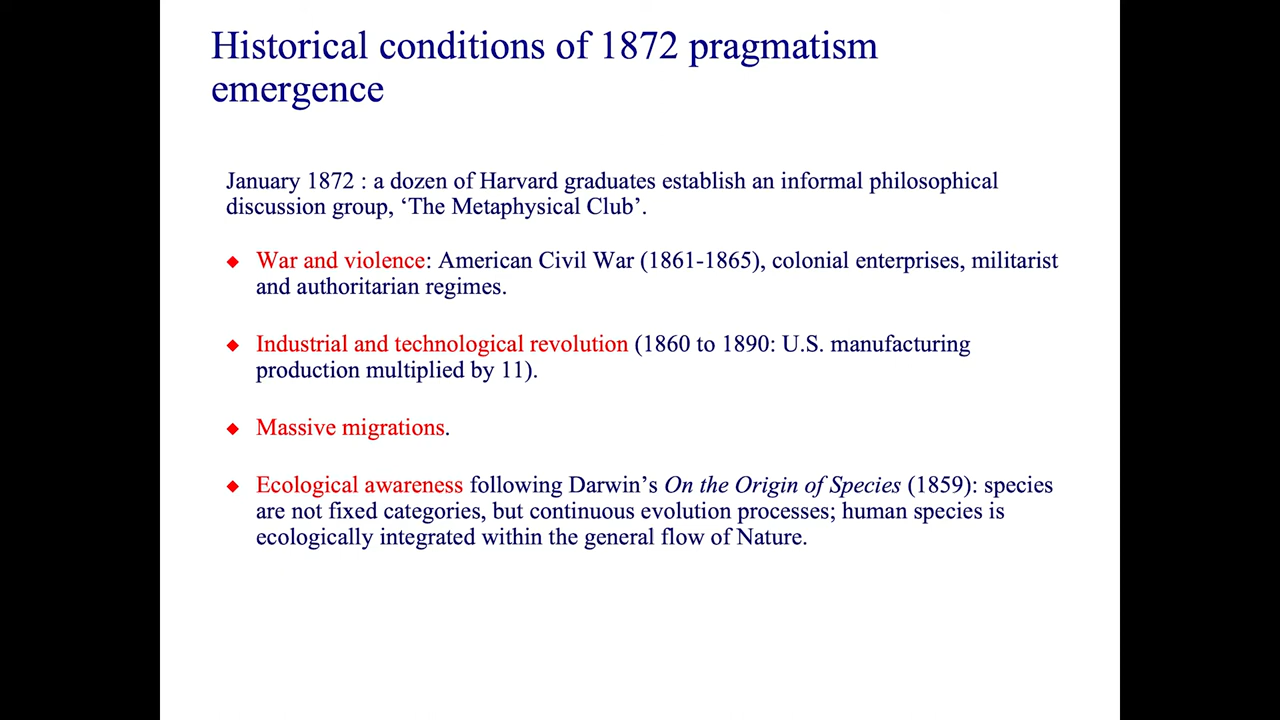 Historical conditions of 1872 pragmatism
emergence
January 1872 : a dozen of Harvard graduates establish an informal philosophical
discussion group, ‘The Metaphysical Club’.
◆ War and violence: American Civil War (1861-1865), colonial enterprises, militarist
and authoritarian regimes.
◆ Industrial and technological revolution (1860 to 1890: U.S. manufacturing
production multiplied by 11).
◆ Massive migrations.
◆ Ecological awareness following Darwin’s On the Origin of Species (1859): species
are not fixed categories, but continuous evolution processes; human species is
ecologically integrated within the general flow of Nature.